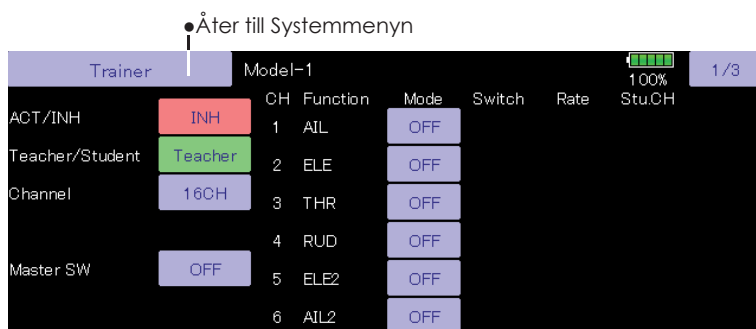 ●Åter till Systemmenyn
Trainer Model-1 100% 1/3
CH Function Mode Switch Rate Stu.CH
ACT/INH INH 1 AIL OFF
Teacher/Student Teacher 2 ELE OFF
Channel 16CH 3 THR OFF
4 RUD OFF
Master SW OFF 5 ELE2 OFF
6 AIL2 OFF